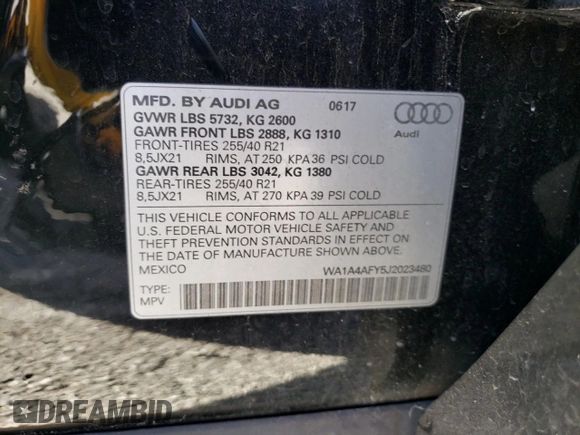 MFD. BY AUDI AG 0617
GVWR LBS 5732, KG 2600
GAWR FRONT LBS 2888, KG 1310
FRONT-TIRES 255/40 R21
8,5JX21 RIMS, AT 250 KPA 36 PSI COLD
GAWR REAR LBS 3042, KG 1380
REAR-TIRES 255/40 R21
8,5JX21 RIMS, AT 270 KPA 39 PSI COLD
Audi
THIS VEHICLE CONFORMS TO ALL APPLICABLE
U.S. FEDERAL MOTOR VEHICLE SAFETY AND
THEFT PREVENTION STANDARDS IN EFFECT ON
THE DATE OF MANUFACTURE SHOWN ABOVE.
MEXICO WA1A4AFY5J2023480
TYPE:
MPV
DREAMBID